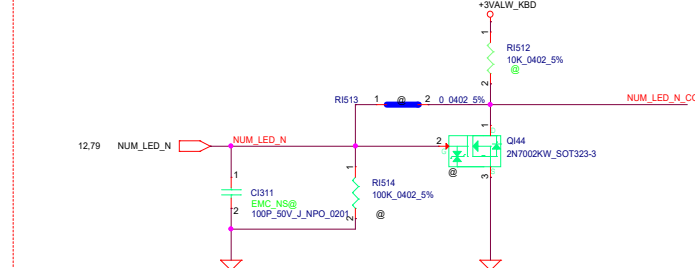 +3VALW_KBD
1
RI512
10K_0402_5%
@
2
RI513
1
@
2
0_0402_5%
NUM_LED_N_CO
12,79
NUM_LED_N
NUM_LED_N
1
2
QI44
2N7002KW_SOT323-3
@
3
1
CI311
EMC_NS@
2
100P_50V_J_NPO_0201
1
RI514
100K_0402_5%
2
@